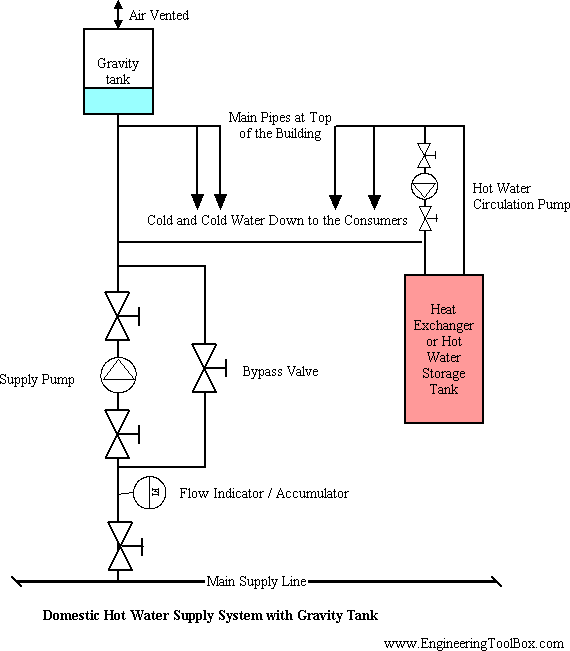 Air Vented
Gravity
tank
Main Pipes at Top
of the Building
Hot Water
Circulation Pump
Cold and Cold Water Down to the Consumers
Heat
Exchanger
or Hot
Water
Storage
Tank
Supply Pump
Bypass Valve
FI
Flow Indicator / Accumulator
Main Supply Line
Domestic Hot Water Supply System with Gravity Tank
www.EngineeringToolBox.com